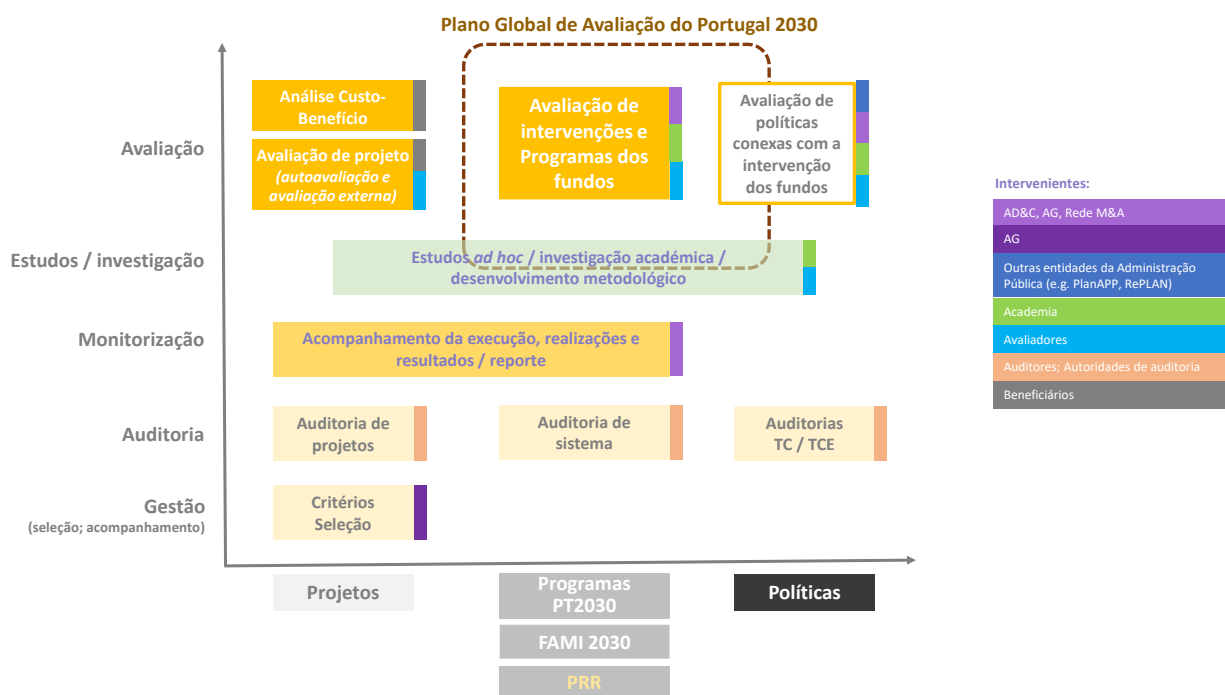 Plano Global de Avaliação do Portugal 2030
Avaliação
Análise Custo-
Benefício
Avaliação de projeto
(autoavaliação e
avaliação externa)
Avaliação de
intervenções e
Programas dos
fundos
Avaliação de
políticas
conexas com a
intervenção
dos fundos
Estudos / investigação
Estudos ad hoc / investigação académica /
desenvolvimento metodológico
Monitorização
Acompanhamento da execução, realizações e
resultados / reporte
Auditoria
Auditoria de
projetos
Auditoria de
sistema
Auditorias
TC / TCE
Gestão
(seleção; acompanhamento)
Critérios
Seleção
Projetos
Programas
PT2030
FAMI 2030
PRR
Políticas
Intervenientes:
AD&C, AG, Rede M&A
AG
Outras entidades da Administração
Pública (e.g. PlanAPP, RePLAN)
Academia
Avaliadores
Auditores; Autoridades de auditoria
Beneficiários